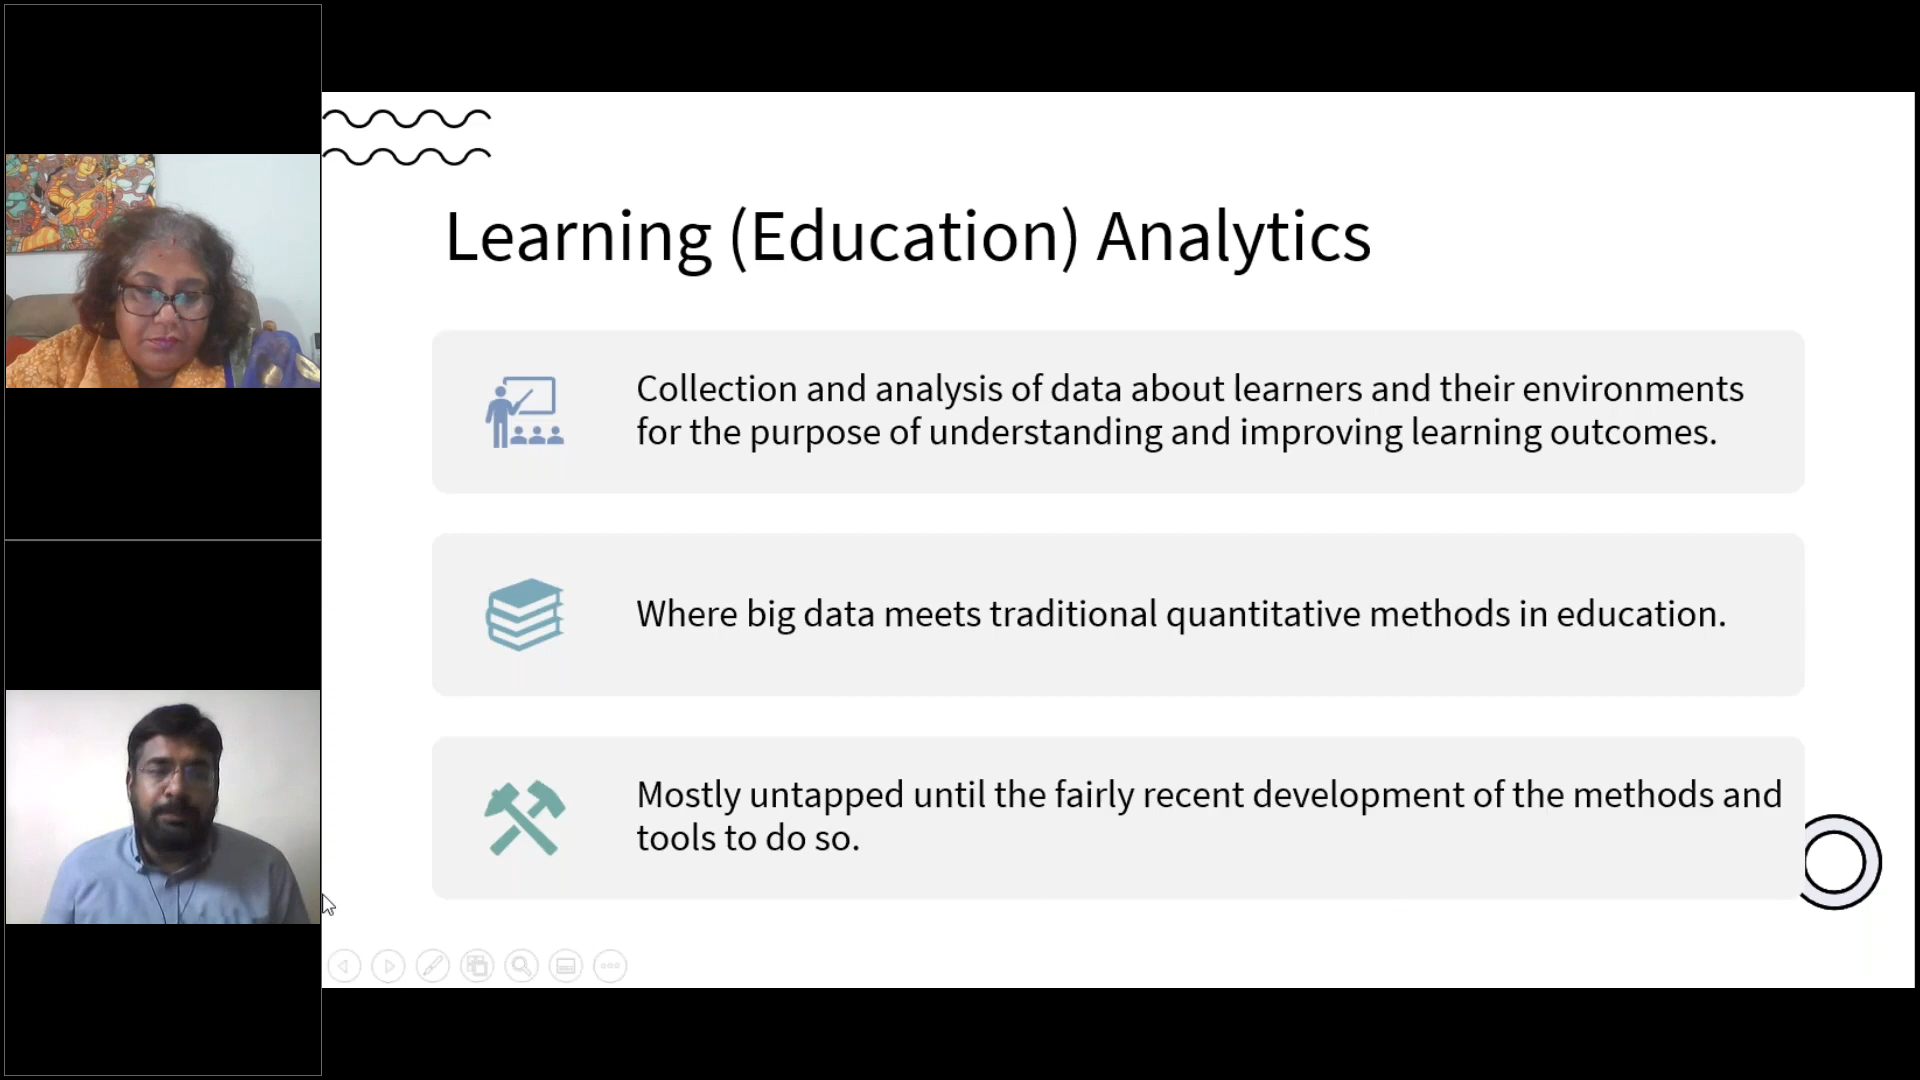 Learning (Education) Analytics
Collection and analysis of data about learners and their environments
for the purpose of understanding and improving learning outcomes.
Where big data meets traditional quantitative methods in education.
Mostly untapped until the fairly recent development of the methods and
tools to do so.